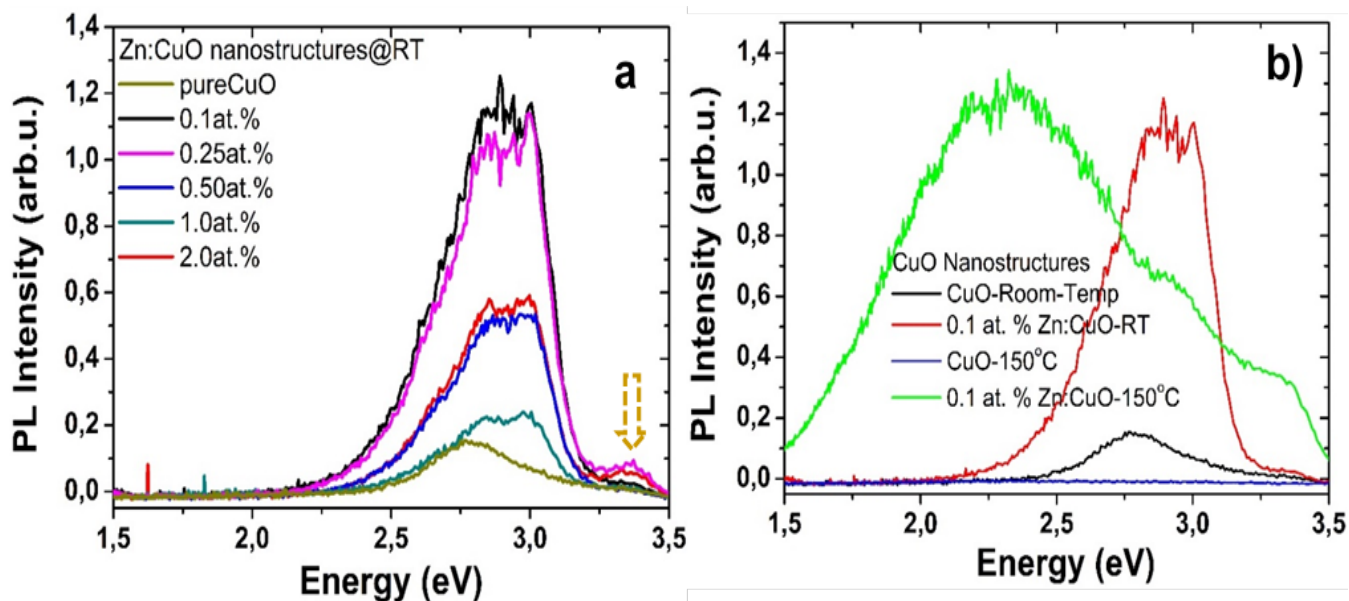 1,4
1,2
1,0
0,8
0,6
0,4
0,2
0,0
PL Intensity (arb.u.)
Zn:CuO nanostructures@RT
pureCuO
0.1at.%
0.25at.%
0.50at.%
1.0at.%
2.0at.%
a
1,5 2,0 2,5 3,0 3,5
Energy (eV)
1,4
1,2
1,0
0,8
0,6
0,4
0,2
0,0
PL Intensity (arb.u.)
b)
CuO Nanostructures
CuO-Room-Temp
0.1 at. % Zn:CuO-RT
CuO-150°C
0.1 at. % Zn:CuO-150°C
1,5 2,0 2,5 3,0 3,5
Energy (eV)